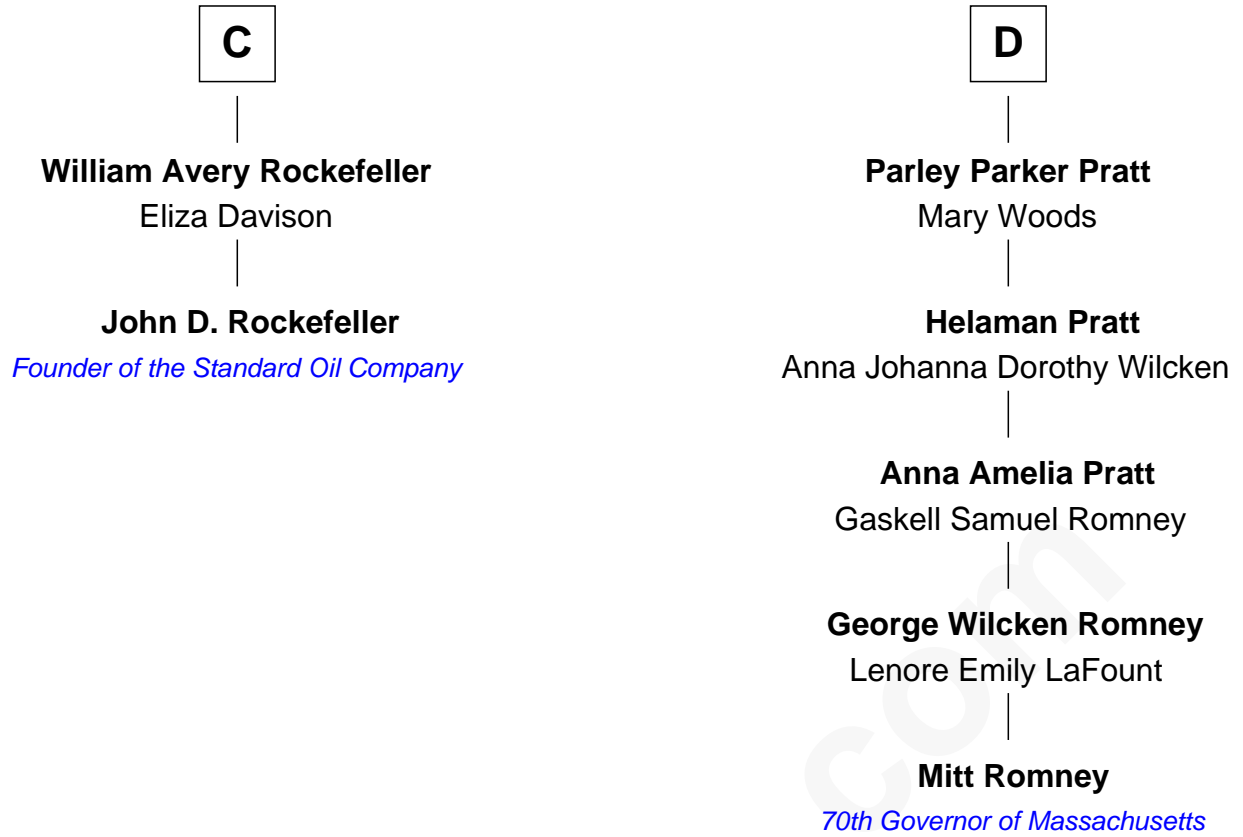 C
William Avery Rockefeller
Eliza Davison
John D. Rockefeller
Founder of the Standard Oil Company
D
Parley Parker Pratt
Mary Woods
Helaman Pratt
Anna Johanna Dorothy Wilcken
Anna Amelia Pratt
Gaskell Samuel Romney
George Wilcken Romney
Lenore Emily LaFount
Mitt Romney
70th Governor of Massachusetts
com